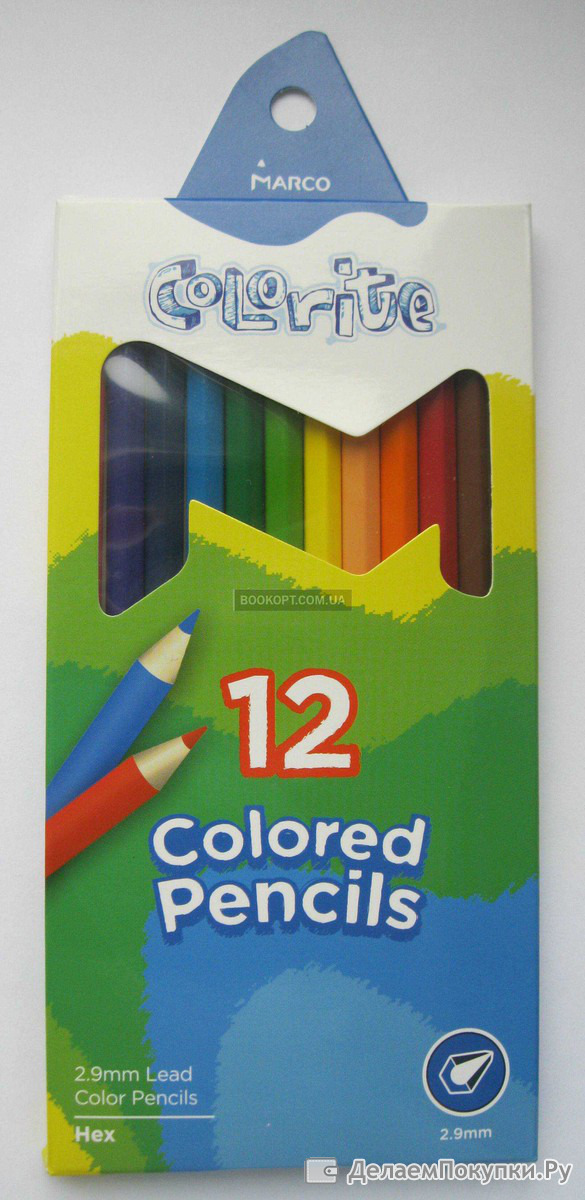 MARCO
COLOrite
BOOKOPT.COM.UA
12
Colored
Pencils
2.9mm Lead
Color Pencils
Hex
2.9mm
ДелаемПокупки.Ру